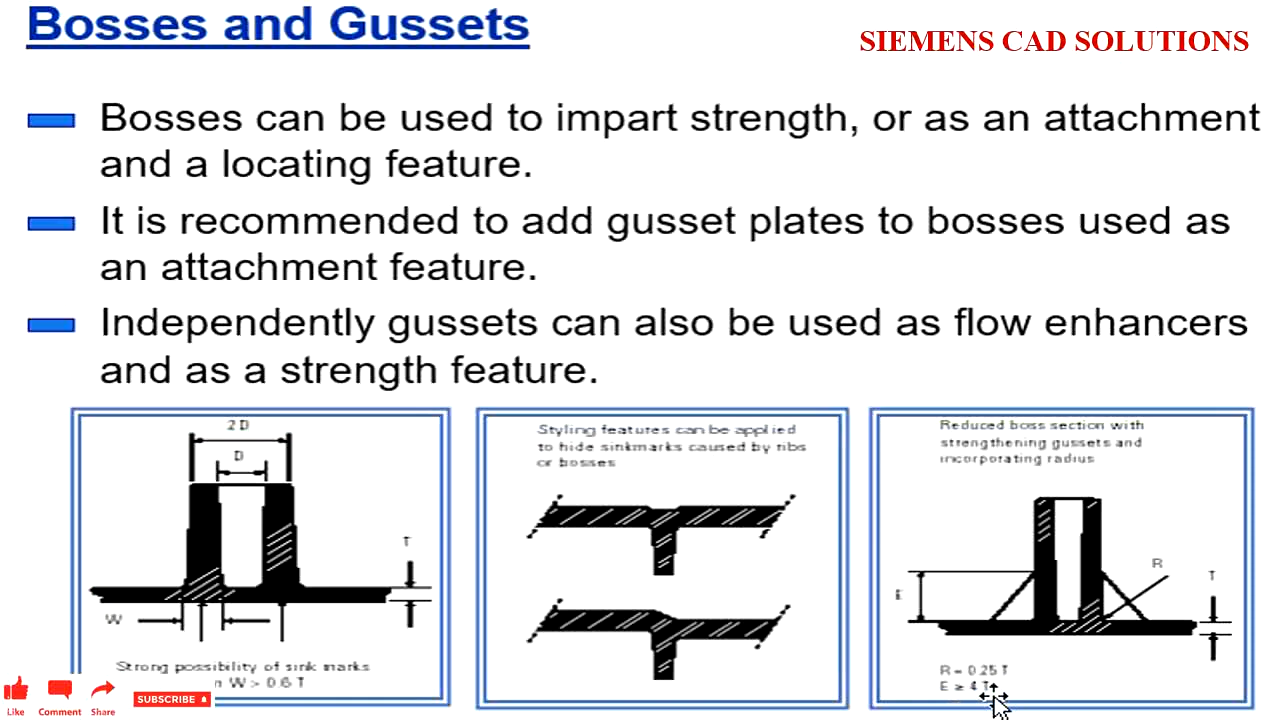 Bosses and Gussets
SIEMENS CAD SOLUTIONS
Bosses can be used to impart strength, or as an attachment
and a locating feature.
It is recommended to add gusset plates to bosses used as
an attachment feature.
Independently gussets can also be used as flow enhancers
and as a strength feature.
2D
D
T
W
Strong possibility of sink marks
W > 0.6 T
Styling features can be applied
to hide sinkmarks caused by ribs
or bosses
Reduced boss section with
strengthening gussets and
incorporating radius
E
R
T
R = 0.25 T
E ≥ 4 T
Like
Comment
Share
SUBSCRIBE